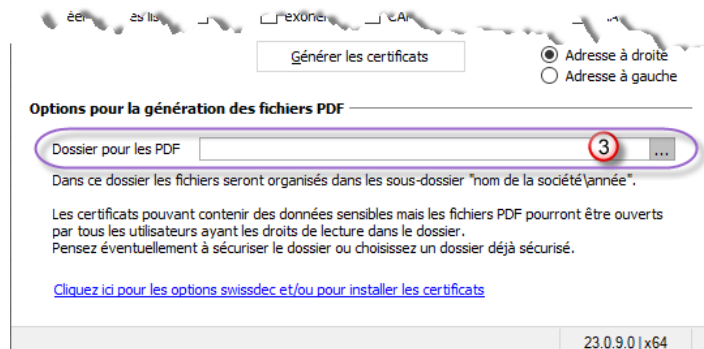 Générer les certificats
Adresse à droite
Adresse à gauche
Options pour la génération des fichiers PDF
Dossier pour les PDF 3 ...
Dans ce dossier les fichiers seront organisés dans les sous-dossier "nom de la société\année".
Les certificats pouvant contenir des données sensibles mais les fichiers PDF pourront être ouverts
par tous les utilisateurs ayant les droits de lecture dans le dossier.
Pensez éventuellement à sécuriser le dossier ou choisissez un dossier déjà sécurisé.
Cliquez ici pour les options swissdec et/ou pour installer les certificats
23.0.9.0 | x64